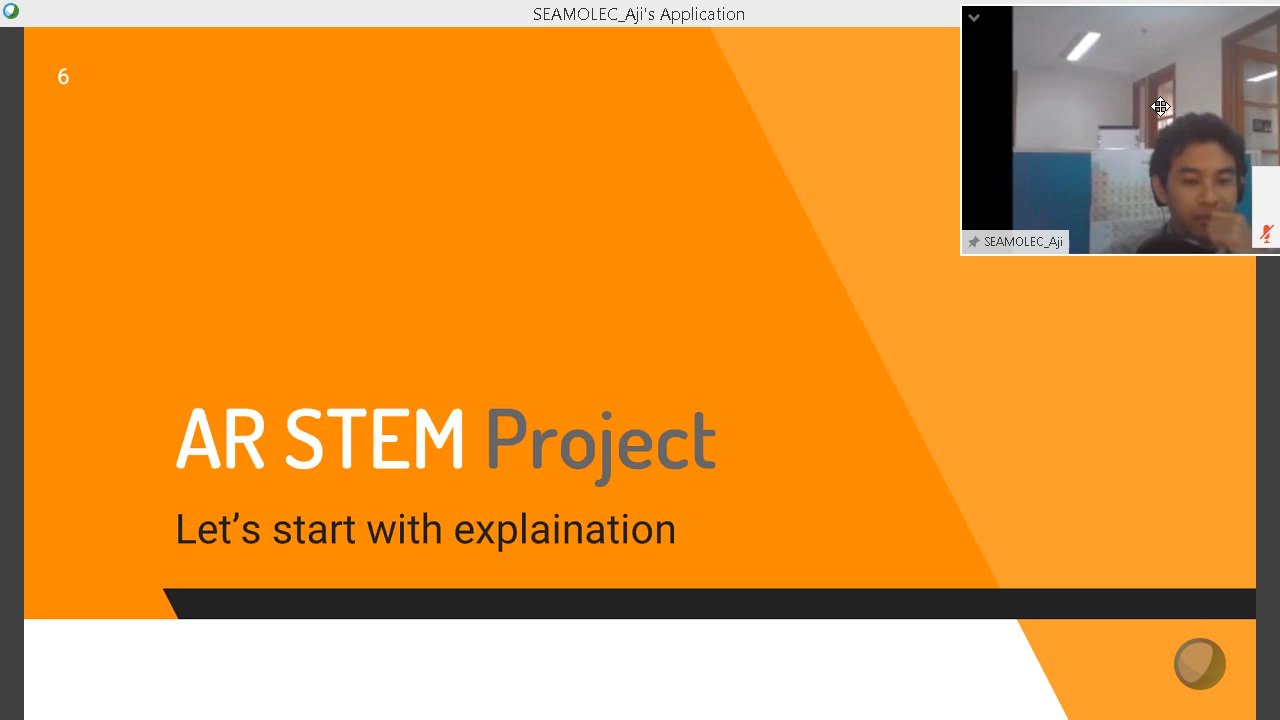 SEAMOLEC_Aji's Application
6
SEAMOLEC_Aji
AR STEM Project
Let’s start with explaination